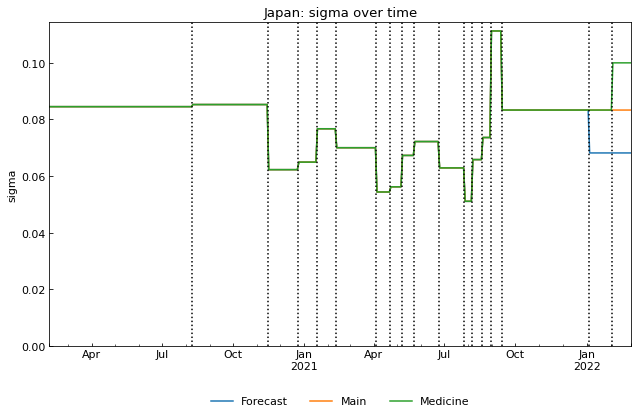 Japan: sigma over time
sigma
0.10
0.08
0.06
0.04
0.02
0.00
Apr Jul Oct Jan Apr Jul Oct Jan
2021 2022
Forecast Main Medicine